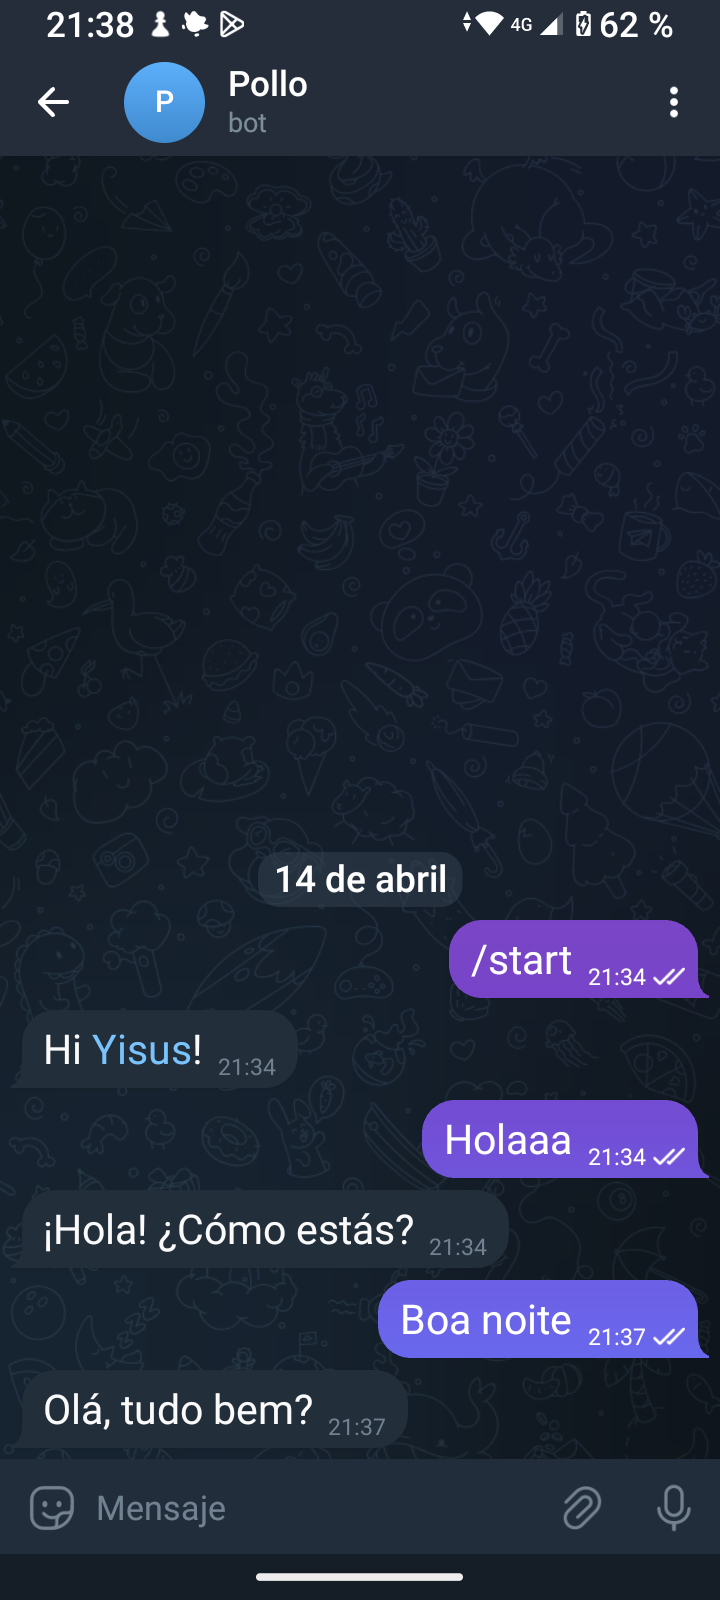 21:38 4G 62 %
P Pollo
bot
14 de abril
/start 21:34
Hi Yisus! 21:34
Holaaa 21:34
¡Hola! ¿Cómo estás? 21:34
Boa noite 21:37
Olá, tudo bem? 21:37
Mensaje